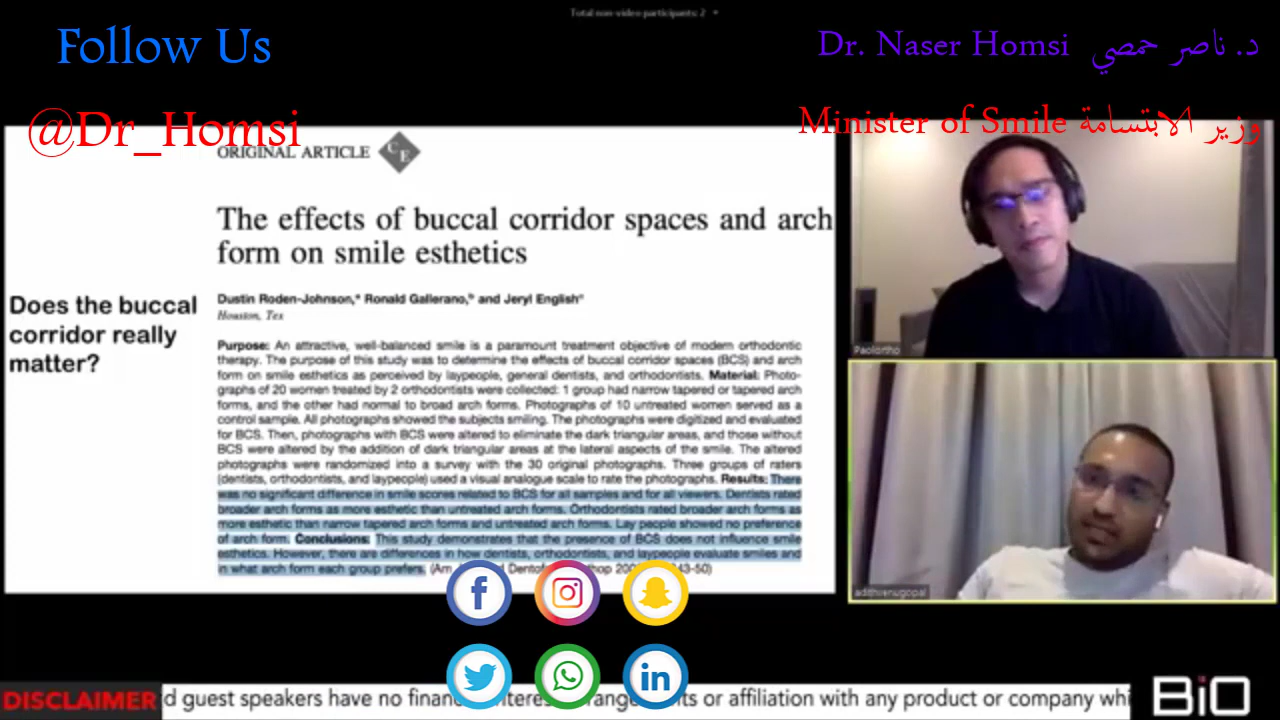 Total non-video participants: 2
Follow Us
Dr. Naser Homsi د. ناصر حمصي
@Dr_Homsi
Minister of Smile وزير الابتسامة
ORIGINAL ARTICLE
CE
The effects of buccal corridor spaces and arch
form on smile esthetics
Does the buccal
corridor really
matter?
Dustin Roden-Johnson,a Ronald Gallerano,b and Jeryl Englishc
Houston, Tex
Purpose: An attractive, well-balanced smile is a paramount treatment objective of modern orthodontic
therapy. The purpose of this study was to determine the effects of buccal corridor spaces (BCS) and arch
form on smile esthetics as perceived by laypeople, general dentists, and orthodontists. Material: Photo-
graphs of 20 women treated by 2 orthodontists were collected: 1 group had narrow tapered or tapered arch
forms, and the other had normal to broad arch forms. Photographs of 10 untreated women served as a
control sample. All photographs showed the subjects smiling. The photographs were digitized and evaluated
for BCS. Then, photographs with BCS were altered to eliminate the dark triangular areas, and those without
BCS were altered by the addition of dark triangular areas at the lateral aspects of the smile. The altered
photographs were randomized into a survey with the 30 original photographs. Three groups of raters
(dentists, orthodontists, and laypeople) used a visual analogue scale to rate the photographs. Results: There
was no significant difference in smile scores related to BCS for all samples and for all viewers. Dentists rated
broader arch forms as more esthetic than untreated arch forms. Orthodontists rated broader arch forms as
more esthetic than narrow tapered arch forms and untreated arch forms. Lay people showed no preference
of arch form. Conclusions: This study demonstrates that the presence of BCS does not influence smile
esthetics. However, there are differences in how dentists, orthodontists, and laypeople evaluate smiles and
in what arch form each group prefers. (Am 43-50)
Paolortho
adithvenugopal
DISCLAIMER d guest speakers have no or affiliation with any product or company whi
BiO